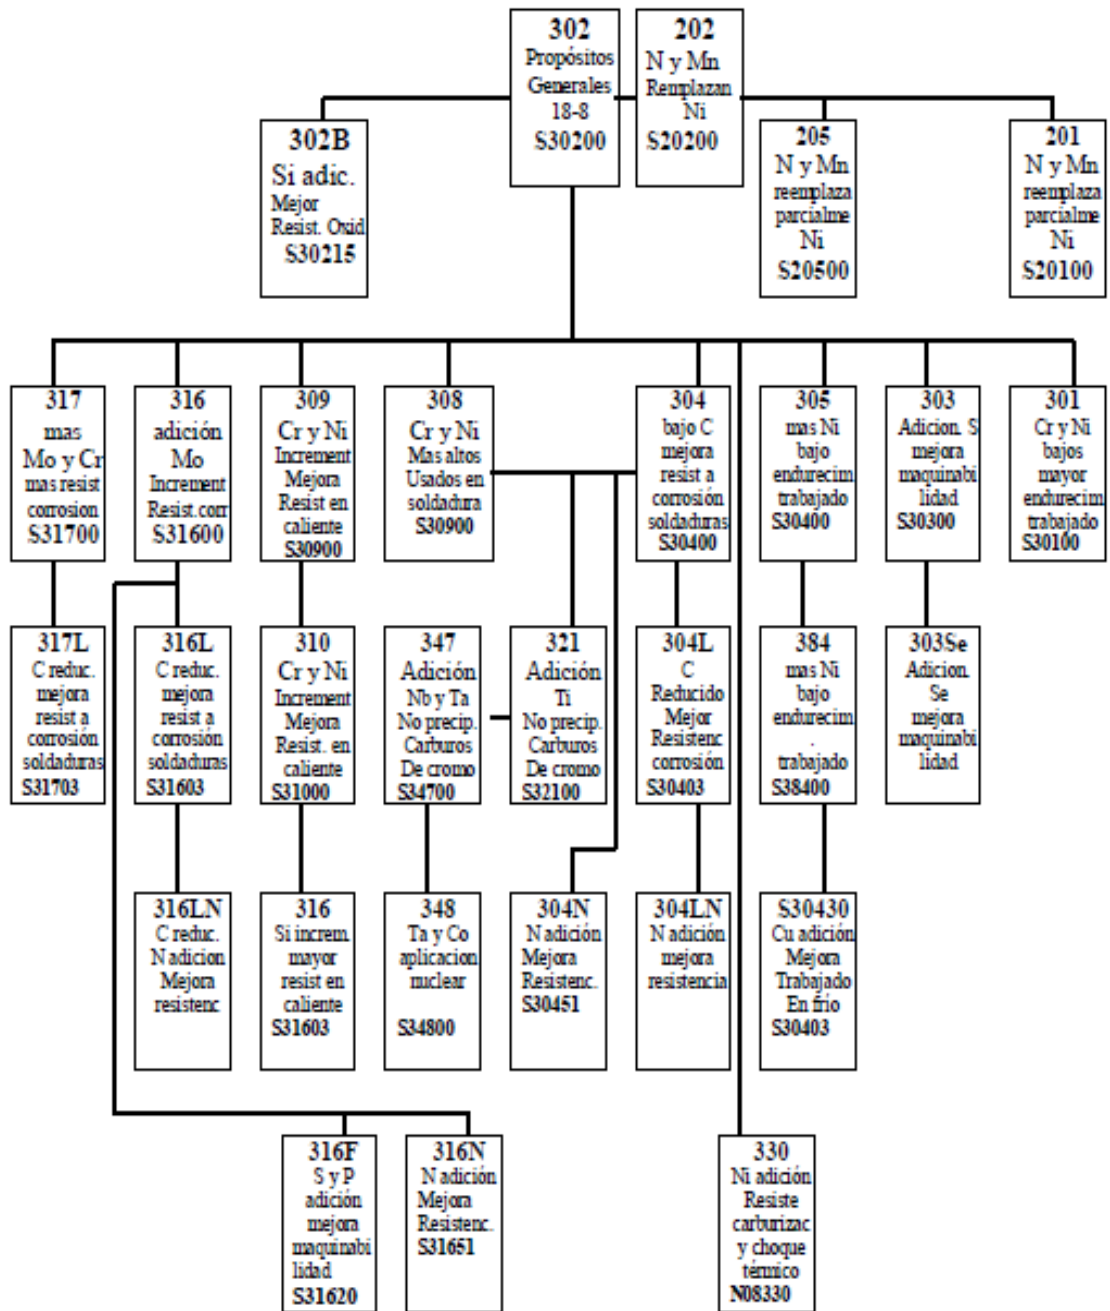 302
Propósitos
Generales
18-8
S30200
202
N y Mn
Remplazan
Ni
S20200
302B
Si adic.
Mejor
Resist. Oxid
S30215
205
N y Mn
reemplaza
parcialme
Ni
S20500
201
N y Mn
reemplaza
parcialme
Ni
S20100
317
mas
Mo y Cr
mas resist
corrosion
S31700
316
adición
Mo
Increment
Resist.corr
S31600
309
Cr y Ni
Increment
Mejora
Resist en
caliente
S30900
308
Cr y Ni
Mas altos
Usados en
soldadura
S30900
304
bajo C
mejora
resist a
corrosión
soldaduras
S30400
305
mas Ni
bajo
endurecim.
trabajado
S30400
303
Adicion. S
mejora
maquinabi
lidad
S30300
301
Cr y Ni
bajos
mayor
endurecim.
trabajado
S30100
317L
C reduc.
mejora
resist a
corrosión
soldaduras
S31703
316L
C reduc.
mejora
resist a
corrosión
soldaduras
S31603
310
Cr y Ni
Increment
Mejora
Resist. en
caliente
S31000
347
Adición
Nb y Ta
No precip.
Carburos
De cromo
S34700
321
Adición
Ti
No precip.
Carburos
De cromo
S32100
304L
C
Reducido
Mejor
Resistenc
corrosión
S30403
384
mas Ni
bajo
endurecim
.
trabajado
S38400
303Se
Adicion.
Se
mejora
maquinabi
lidad
316LN
C reduc.
N adicion
Mejora
resistenc
316
Si increm.
mayor
resist en
caliente
S31603
348
Ta y Co
aplicacion
nuclear
S34800
304N
N adición
Mejora
Resistenc.
S30451
304LN
N adición
mejora
resistencia
S30430
Cu adición
Mejora
Trabajado
En frío
S30403
316F
S y P
adición
mejora
maquinabi
lidad
S31620
316N
N adición
Mejora
Resistenc.
S31651
330
Ni adición
Resiste
carburizac
y choque
térmico
N08330